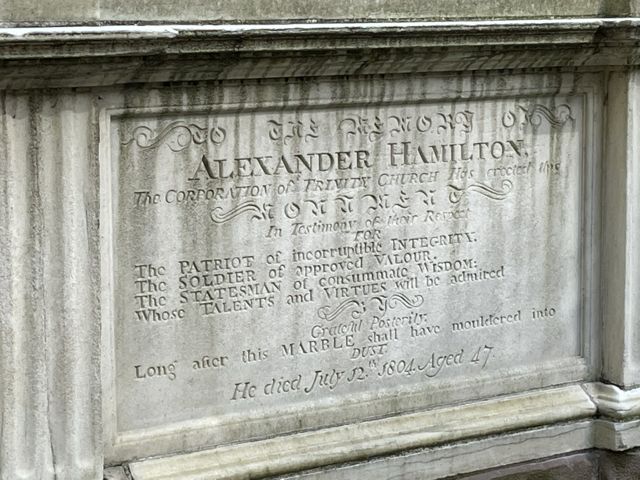 TO THE MEMORY OF
ALEXANDER HAMILTON,
The CORPORATION of TRINITY CHURCH Has erected this
MONUMENT
In Testimony of their Respect
FOR
The PATRIOT of incorruptible INTEGRITY.
The SOLDIER of approved VALOUR.
The STATESMAN of consummate WISDOM:
Whose TALENTS and VIRTUES will be admired
BY
Grateful Posterity
Long after this MARBLE shall have mouldered into
DUST
He died July 12th 1804. Aged 47